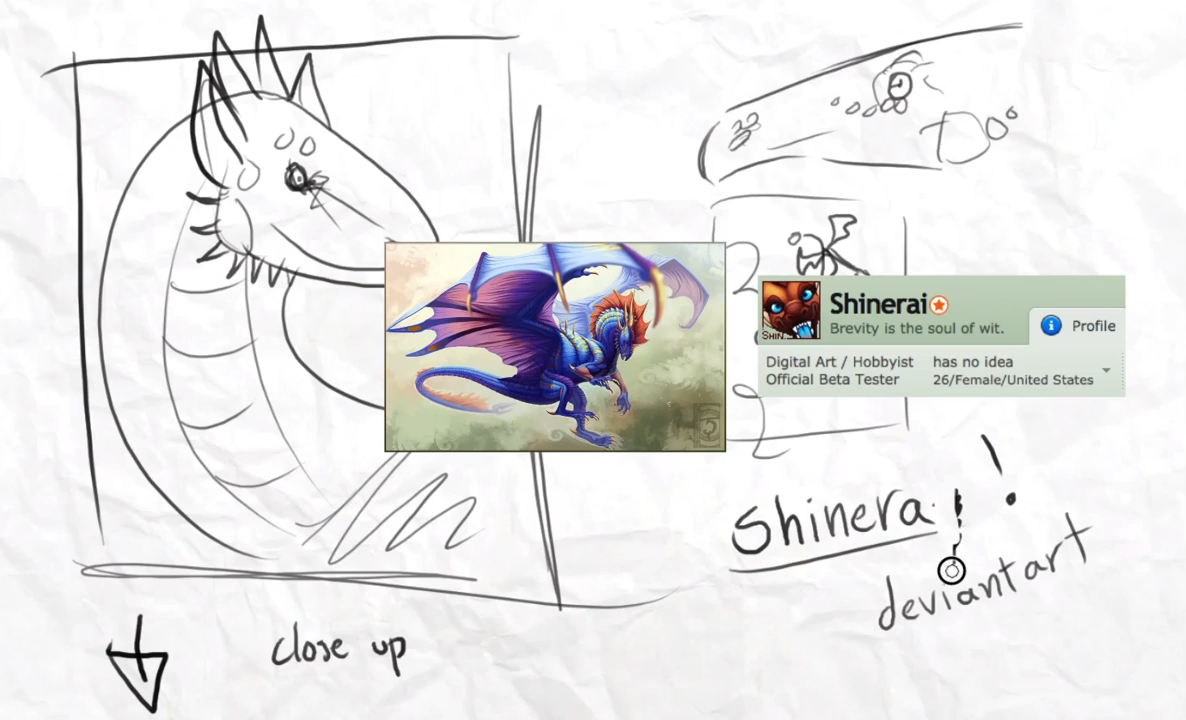 Shinerai
Brevity is the soul of wit.
Profile
SHIN
Digital Art / Hobbyist
has no idea
Official Beta Tester
26/Female/United States
Shinerai!
deviantart
close up